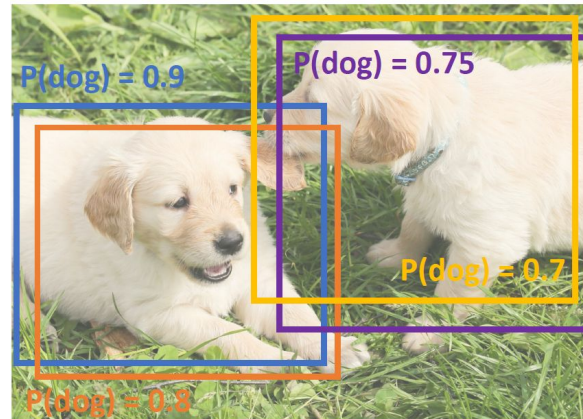 P(dog) = 0.9
P(dog) = 0.75
P(dog) = 0.7
P(dog) = 0.8